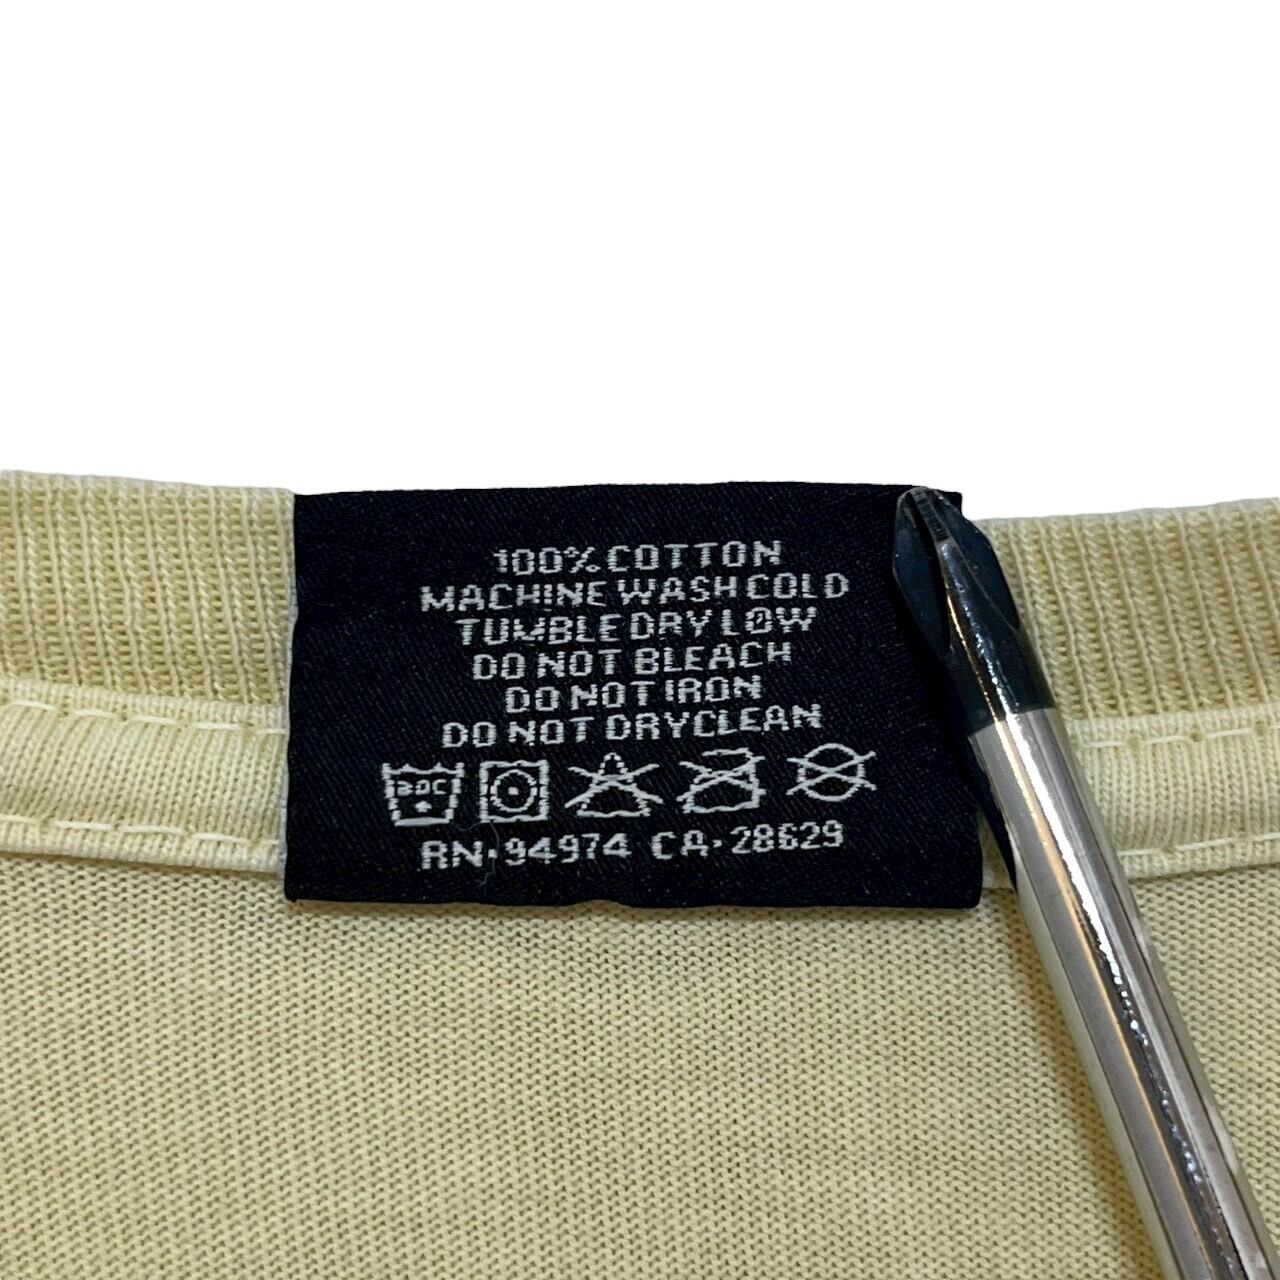 100% COTTON
MACHINE WASH COLD
TUMBLE DRY LOW
DO NOT BLEACH
DO NOT IRON
DO NOT DRYCLEAN
30C
RN·94974 CA·28629